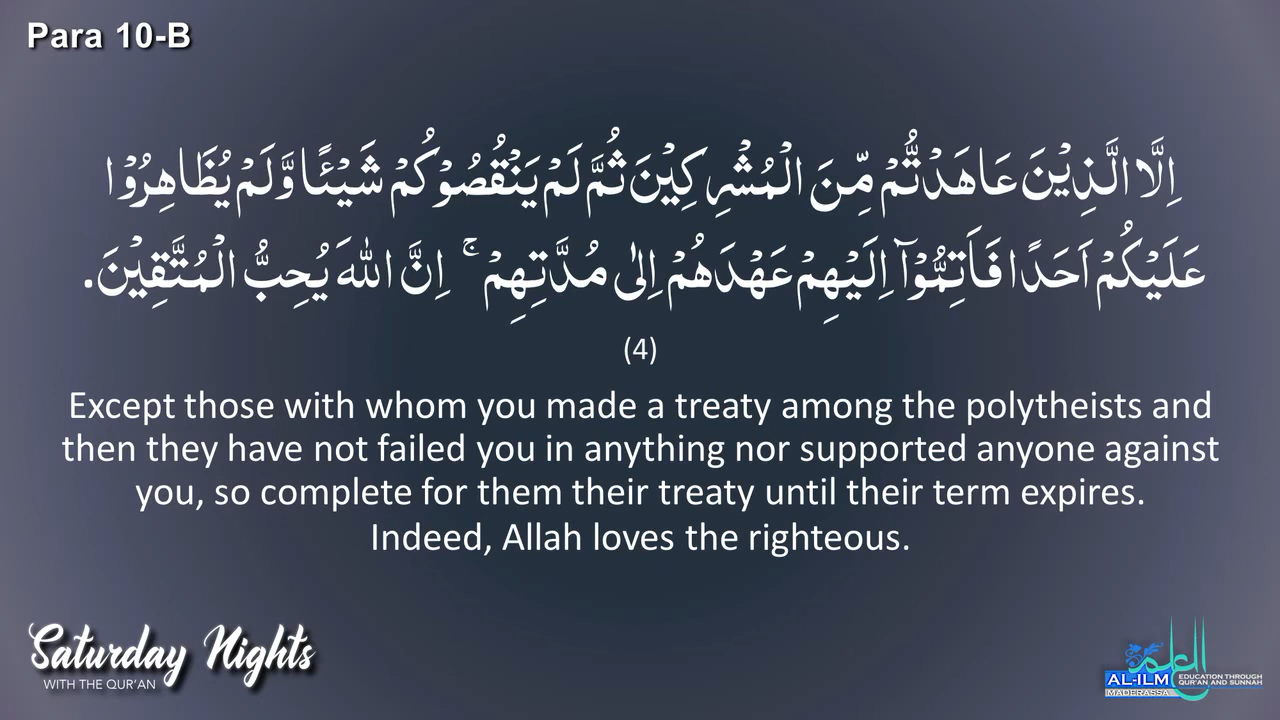 Para 10-B
اِلَّا الَّذِيْنَ عَاهَدْتُّمْ مِّنَ الْمُشْرِكِيْنَ ثُمَّ لَمْ يَنْقُصُوْكُمْ شَيْئًا وَّلَمْ يُظَاهِرُوْا
عَلَيْكُمْ اَحَدًا فَاَتِمُّوْٓا اِلَيْهِمْ عَهْدَهُمْ اِلٰى مُدَّتِهِمْ ۚ اِنَّ اللهَ يُحِبُّ الْمُتَّقِيْنَ.
(4)
Except those with whom you made a treaty among the polytheists and
then they have not failed you in anything nor supported anyone against
you, so complete for them their treaty until their term expires.
Indeed, Allah loves the righteous.
Saturday Nights
WITH THE QUR'AN
العلم
AL-ILM
MADERASSA
EDUCATION THROUGH
QUR'AN AND SUNNAH